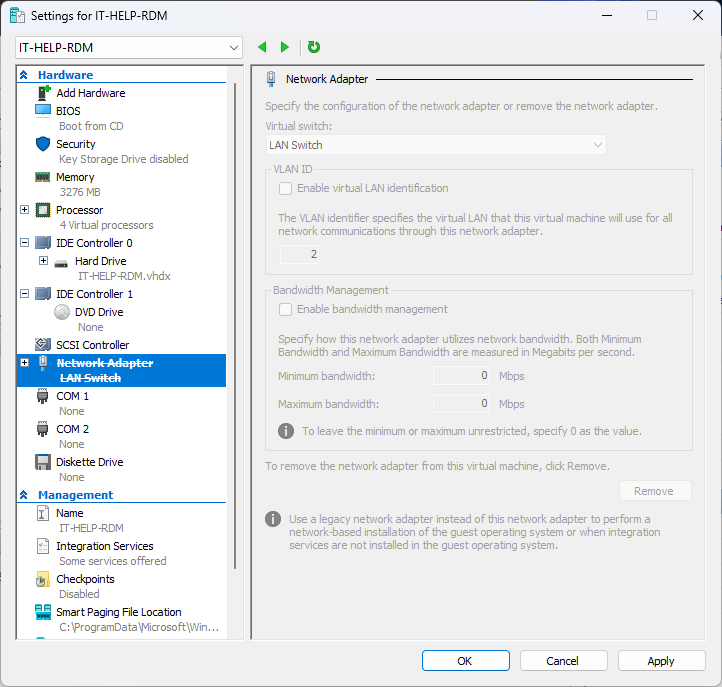 Settings for IT-HELP-RDM
IT-HELP-RDM
Hardware
Add Hardware
BIOS
Boot from CD
Security
Key Storage Drive disabled
Memory
3276 MB
Processor
4 Virtual processors
IDE Controller 0
Hard Drive
IT-HELP-RDM.vhdx
IDE Controller 1
DVD Drive
None
SCSI Controller
Network Adapter
LAN Switch
COM 1
None
COM 2
None
Diskette Drive
None
Management
Name
IT-HELP-RDM
Integration Services
Some services offered
Checkpoints
Disabled
Smart Paging File Location
C:\ProgramData\Microsoft\Win...
Network Adapter
Specify the configuration of the network adapter or remove the network adapter.
Virtual switch:
LAN Switch
VLAN ID
Enable virtual LAN identification
The VLAN identifier specifies the virtual LAN that this virtual machine will use for all
network communications through this network adapter.
2
Bandwidth Management
Enable bandwidth management
Specify how this network adapter utilizes network bandwidth. Both Minimum
Bandwidth and Maximum Bandwidth are measured in Megabits per second.
Minimum bandwidth: 0 Mbps
Maximum bandwidth: 0 Mbps
To leave the minimum or maximum unrestricted, specify 0 as the value.
To remove the network adapter from this virtual machine, click Remove.
Remove
Use a legacy network adapter instead of this network adapter to perform a
network-based installation of the guest operating system or when integration
services are not installed in the guest operating system.
OK Cancel Apply